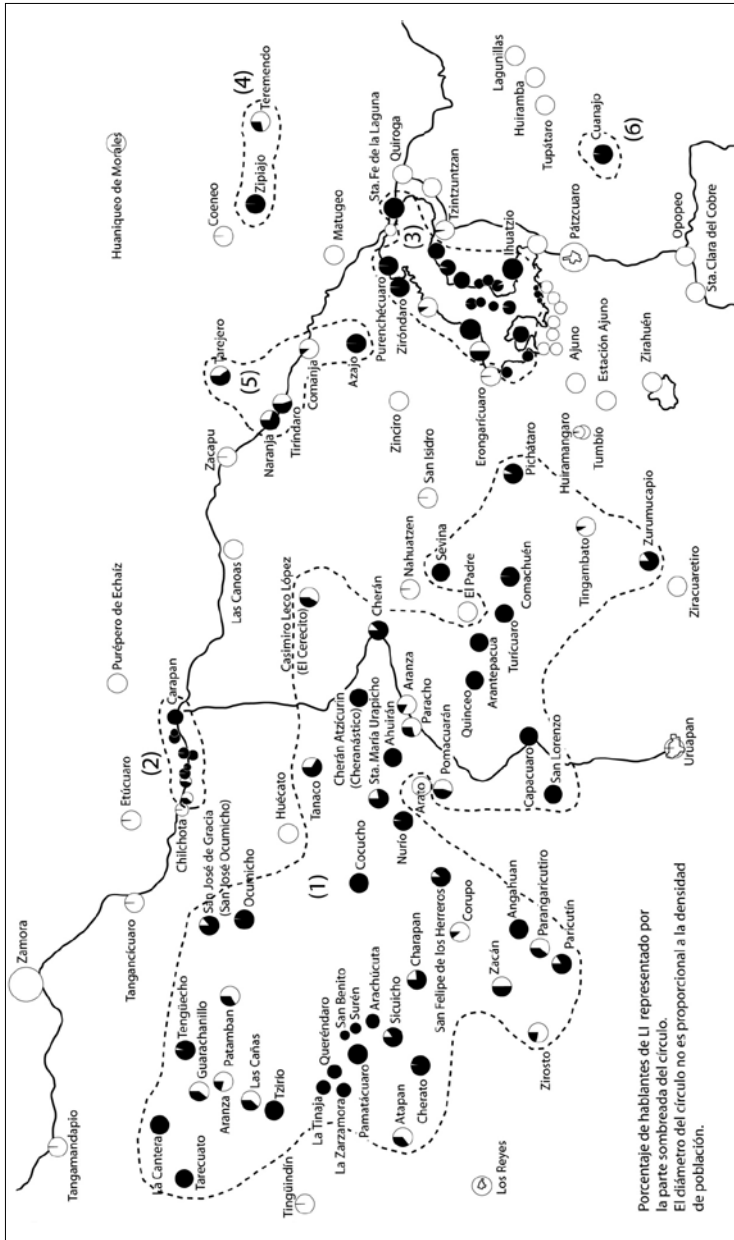 Zamora
Tangamandapio
Huaniqueo de Morales
Purépero de Echaíz
Etúcuaro
Tangancícuaro
La Cantera
Tarecuato
Tengüecho
Guarachanillo
Patamban
Aranza
Las Cañas
Tzirio
San José de Gracia
(San José Ocumicho)
Ocumicho
Chilchota
(2)
Carapan
Las Canoas
Zacapu
Naranja
Tiríndaro
(5)
Tarejero
Comanja
Azajo
Coeneo
Matugeo
Zipiajo
(4)
Teremendo
Tingüindín
Huécato
Tanaco
Casimiro Leco López
(El Cerecito)
(1)
Cocucho
Cherán Atzicurín
(Cheranástico)
Sta. María Urapicho
Ahuirán
Cherán
La Tinaja
Queréndaro
La Zarzamora
San Benito
Surén
Pamatácuaro
Arachúcuta
Sicuicho
Atapan
Cherato
Charapan
San Felipe de los Herreros
Corupo
Nurío
Arato
Aranza
Paracho
Pomacuarán
Nahuatzen
San Isidro
Zinciro
Sevina
El Padre
Quinceo
Arantepacua
Turícuaro
Comachuén
Pichátaro
Purenchécuaro
Ziróndaro
(3)
Sta. Fe de la Laguna
Quiroga
Tzintzuntzan
Ihuatzio
Erongarícuaro
Lagunillas
Huiramba
Tupátaro
Cuanajo
(6)
Pátzcuaro
Ajuno
Estación Ajuno
Huiramangaro
Tumbio
Zirahuén
Opopeo
Sta. Clara del Cobre
Los Reyes
Zacán
Angahuan
Parangaricutiro
Paricutín
Zirosto
Capacuaro
San Lorenzo
Tingambato
Zurumucapio
Ziracuaretiro
Uruapan
Porcentaje de hablantes de LI representado por
la parte sombreada del círculo.
El diámetro del círculo no es proporcional a la densidad
de población.